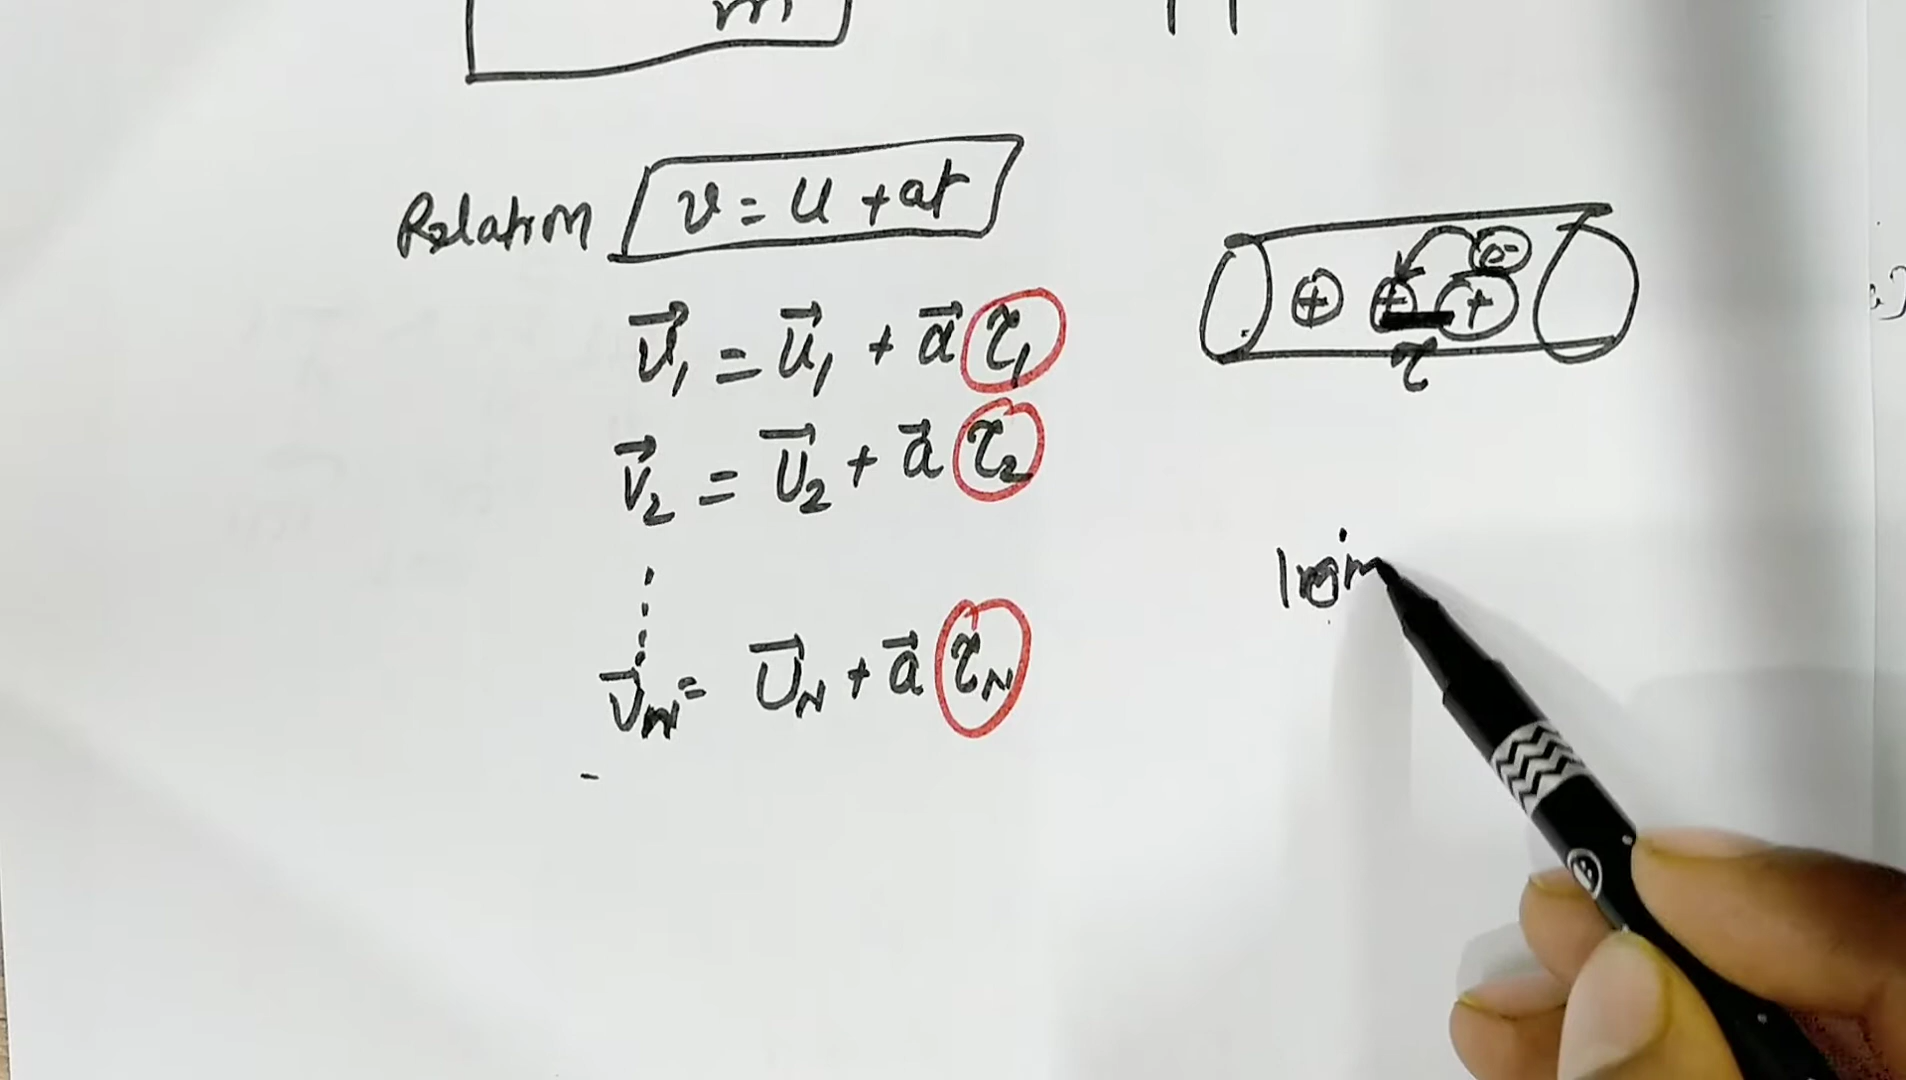 m
Relation v = u + at
v⃗₁ = u⃗₁ + a⃗ τ₁
v⃗₂ = U⃗₂ + a⃗ τ₂
U⃗ₙ = U⃗ₙ + a⃗ τₙ
+ + + e⁻
τ